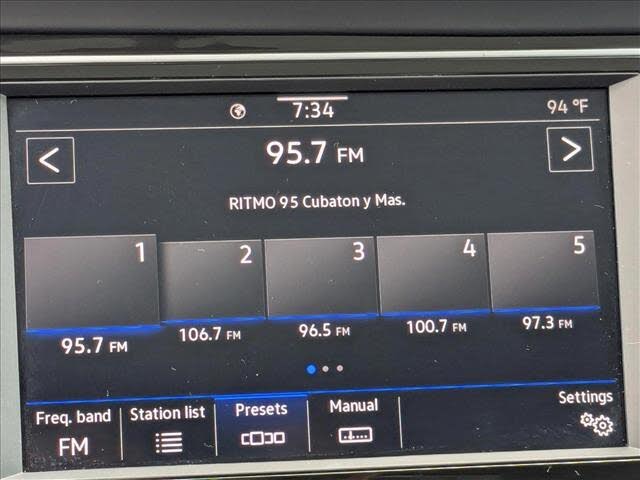 7:34
94 °F
<
95.7 FM
>
RITMO 95 Cubaton y Mas.
1
2
3
4
5
95.7 FM
106.7 FM
96.5 FM
100.7 FM
97.3 FM
Freq. band
FM
Station list
Presets
Manual
Settings